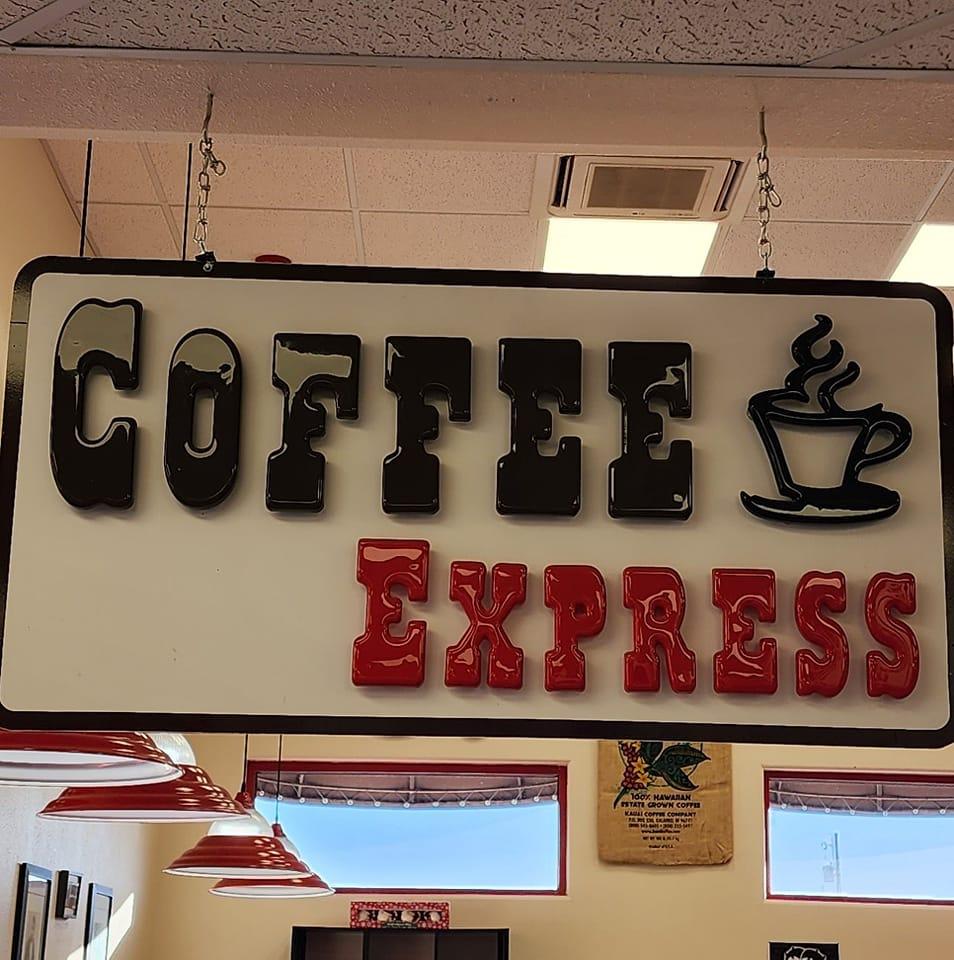 COFFEE
EXPRESS
100% HAWAIIAN
ESTATE GROWN COFFEE
KAUAI COFFEE COMPANY